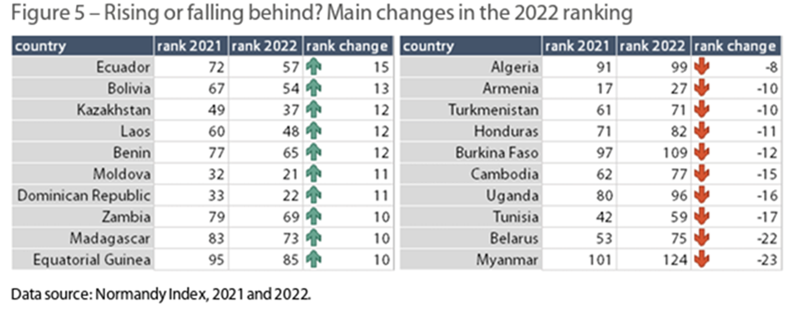 Figure 5 – Rising or falling behind? Main changes in the 2022 ranking
country rank 2021 rank 2022 rank change country rank 2021 rank 2022 rank change
Ecuador 72 57 15 Algeria 91 99 -8
Bolivia 67 54 13 Armenia 17 27 -10
Kazakhstan 49 37 12 Turkmenistan 61 71 -10
Laos 60 48 12 Honduras 71 82 -11
Benin 77 65 12 Burkina Faso 97 109 -12
Moldova 32 21 11 Cambodia 62 77 -15
Dominican Republic 33 22 11 Uganda 80 96 -16
Zambia 79 69 10 Tunisia 42 59 -17
Madagascar 83 73 10 Belarus 53 75 -22
Equatorial Guinea 95 85 10 Myanmar 101 124 -23
Data source: Normandy Index, 2021 and 2022.